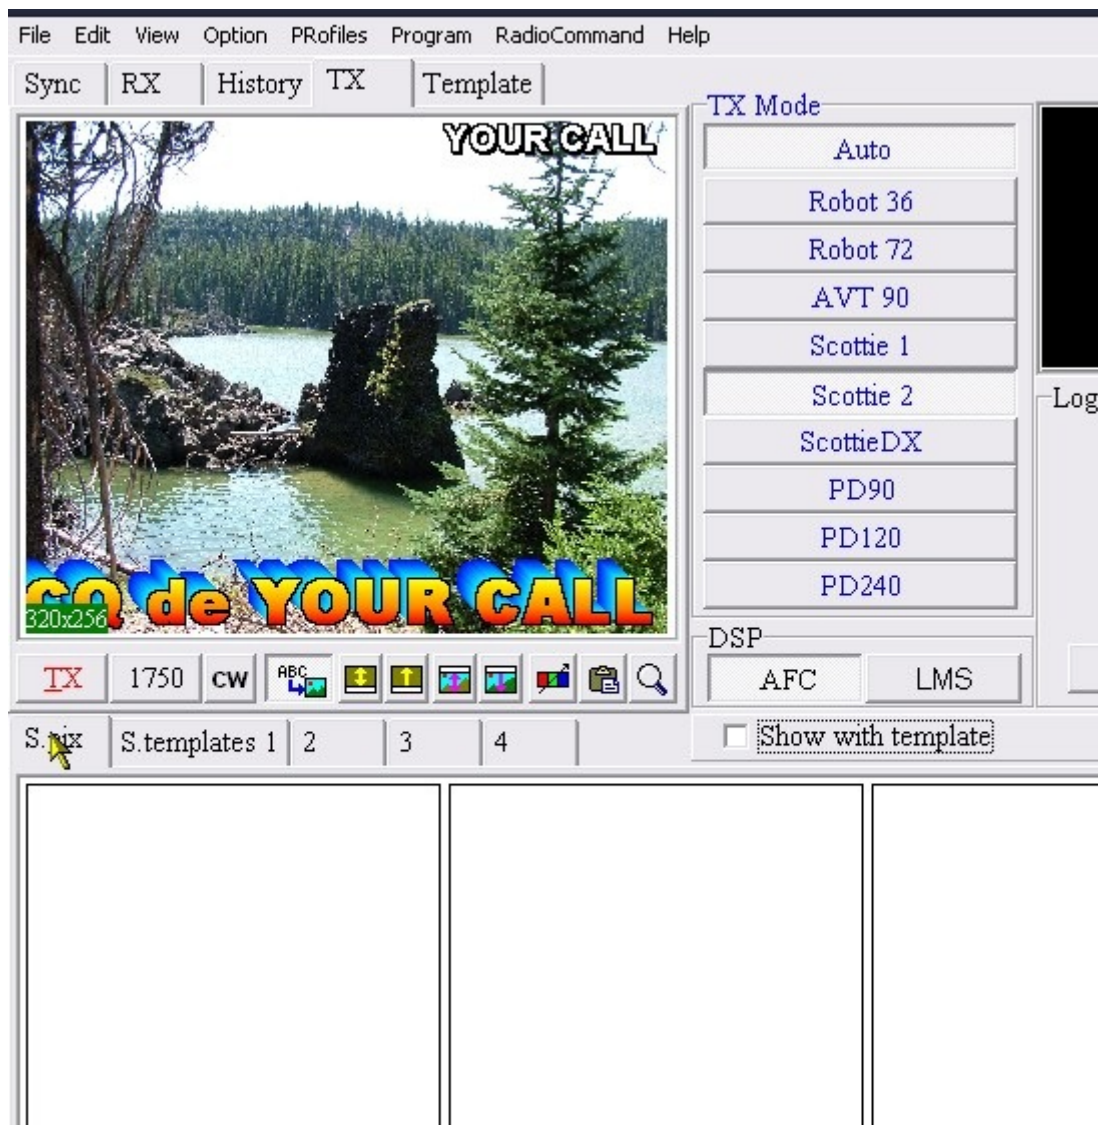 File Edit View Option PRofiles Program RadioCommand Help
Sync RX History TX Template
TX Mode
YOUR CALL
Auto
Robot 36
Robot 72
AVT 90
Scottie 1
Scottie 2
Log
ScottieDX
PD90
PD120
PD240
CQ de YOUR CALL
320x256
DSP
TX 1750 CW ABC
AFC LMS
S.pix S.templates 1 2 3 4
Show with template